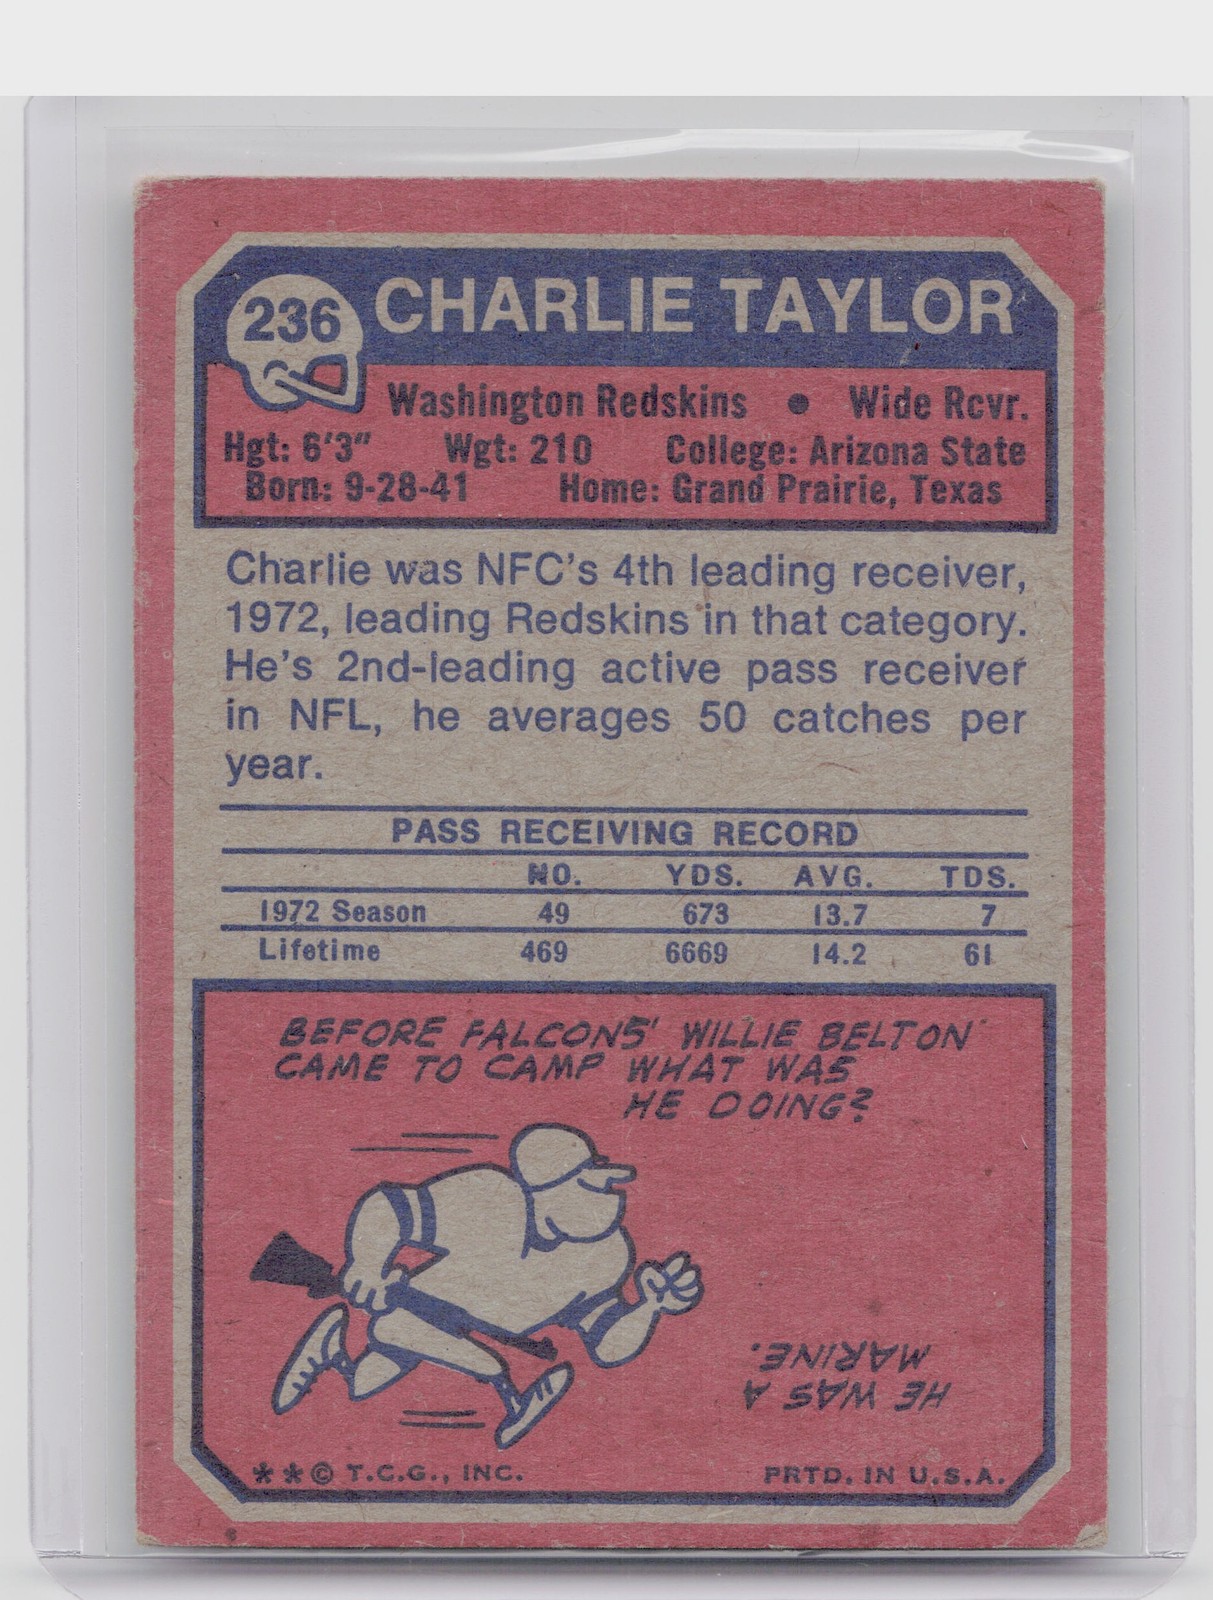 236 CHARLIE TAYLOR
Washington Redskins • Wide Rcvr.
Hgt: 6'3" Wgt: 210 College: Arizona State
Born: 9-28-41 Home: Grand Prairie, Texas
Charlie was NFC's 4th leading receiver,
1972, leading Redskins in that category.
He's 2nd-leading active pass receiver
in NFL, he averages 50 catches per
year.
PASS RECEIVING RECORD
NO. YDS. AVG. TDS.
1972 Season 49 673 13.7 7
Lifetime 469 6669 14.2 61
BEFORE FALCONS' WILLIE BELTON
CAME TO CAMP WHAT WAS
HE DOING?
HE WAS A
MARINE.
** © T.C.G., INC. PRTD. IN U.S.A.